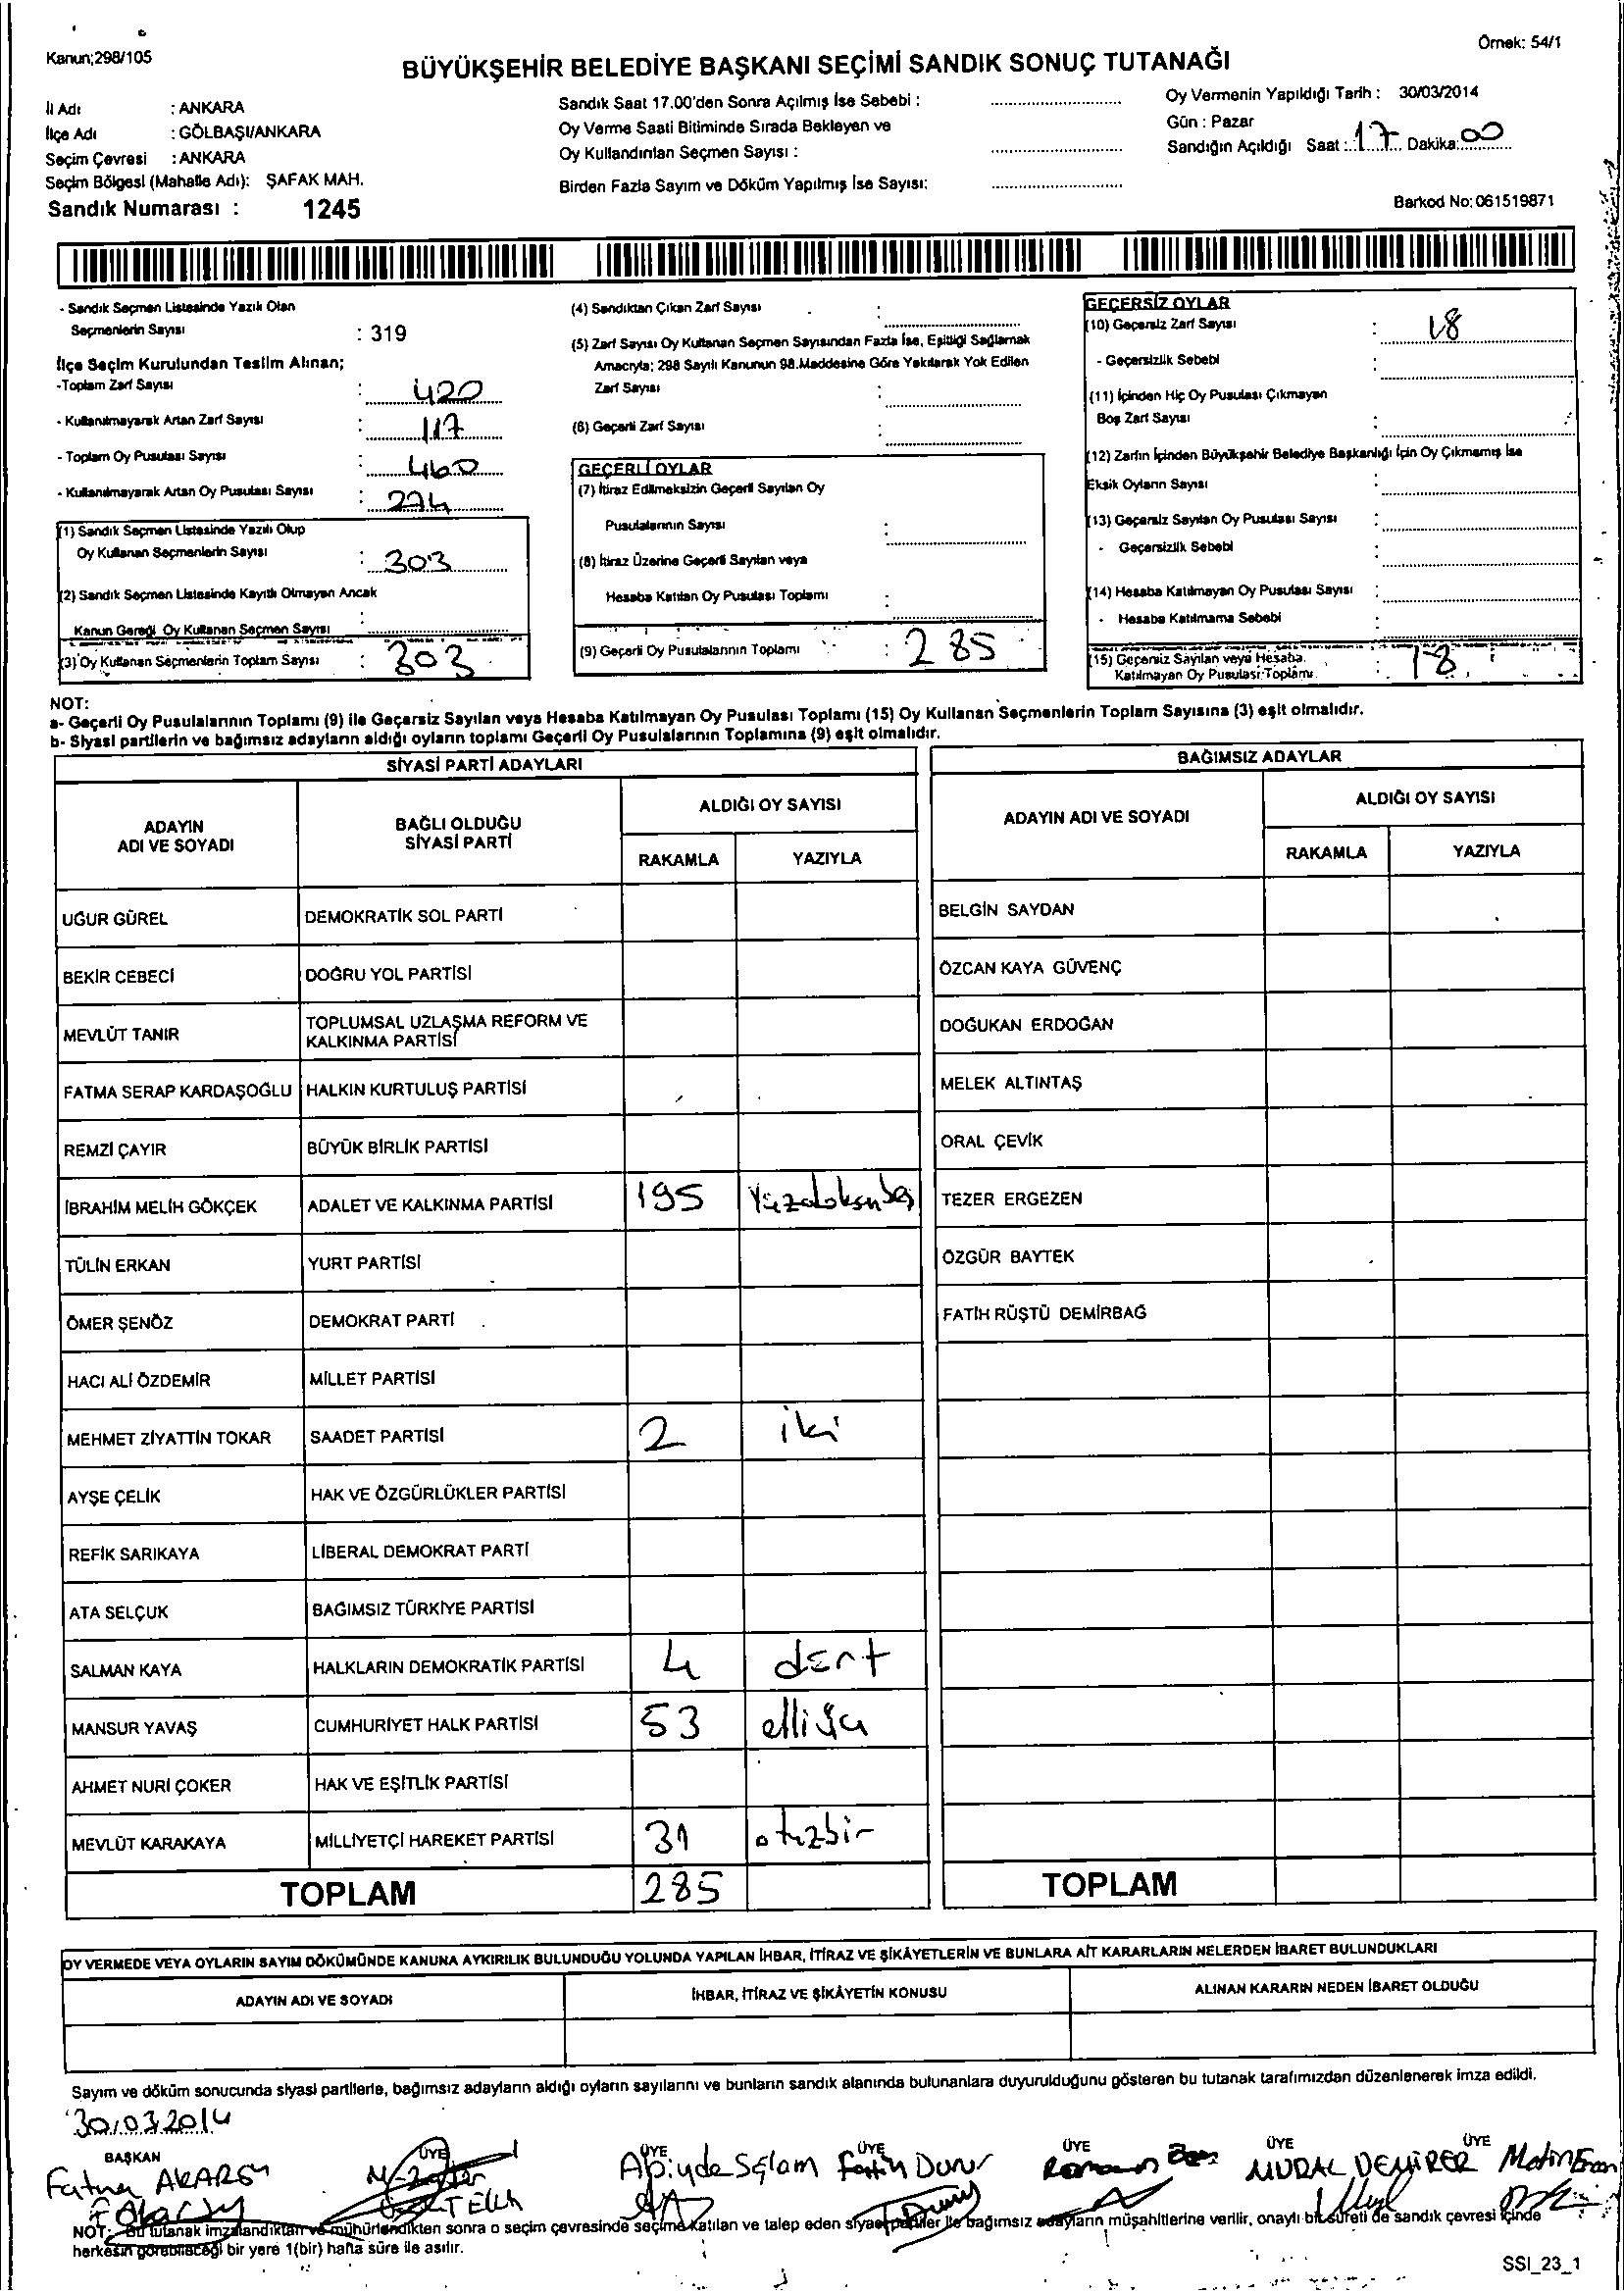 Kanun;298/105
Örnek: 54/1
BÜYÜKŞEHİR BELEDİYE BAŞKANI SEÇİMİ SANDIK SONUÇ TUTANAĞI
İl Adı : ANKARA
İlçe Adı : GÖLBAŞI/ANKARA
Seçim Çevresi : ANKARA
Seçim Bölgesi (Mahalle Adı): ŞAFAK MAH.
Sandık Numarası : 1245
Sandık Saat 17.00'den Sonra Açılmış İse Sebebi :
Oy Verme Saati Bitiminde Sırada Bekleyen ve
Oy Kullandırılan Seçmen Sayısı :
Birden Fazla Sayım ve Döküm Yapılmış İse Sayısı:
Oy Vermenin Yapıldığı Tarih : 30/03/2014
Gün : Pazar
Sandığın Açıldığı Saat : 17 Dakika: 00
Barkod No: 061519871
- Sandık Seçmen Listesinde Yazılı Olan
Seçmenlerin Sayısı : 319
İlçe Seçim Kurulundan Teslim Alınan;
-Toplam Zarf Sayısı : 420
- Kullanılmayarak Artan Zarf Sayısı : 117
- Toplam Oy Pusulası Sayısı : 460
- Kullanılmayarak Artan Oy Pusulası Sayısı :
(1) Sandık Seçmen Listesinde Yazılı Olup
Oy Kullanan Seçmenlerin Sayısı : 303
(2) Sandık Seçmen Listesinde Kayıtlı Olmayan Ancak
Kanun Gereği Oy Kullanan Seçmen Sayısı :
(3) Oy Kullanan Seçmenlerin Toplam Sayısı : 303
(4) Sandıktan Çıkan Zarf Sayısı :
(5) Zarf Sayısı Oy Kullanan Seçmen Sayısından Fazla İse, Eşitliği Sağlamak
Amacıyla; 298 Sayılı Kanunun 98.Maddesine Göre Yakılarak Yok Edilen
Zarf Sayısı :
(6) Geçerli Zarf Sayısı :
GEÇERLİ OYLAR
(7) İtiraz Edilmeksizin Geçerli Sayılan Oy
Pusulalarının Sayısı :
(8) İtiraz Üzerine Geçerli Sayılan veya
Hesaba Katılan Oy Pusulası Toplamı :
(9) Geçerli Oy Pusulalarının Toplamı : 285
GEÇERSİZ OYLAR
(10) Geçersiz Zarf Sayısı : 18
- Geçersizlik Sebebi :
(11) İçinden Hiç Oy Pusulası Çıkmayan
Boş Zarf Sayısı :
(12) Zarfın İçinden Büyükşehir Belediye Başkanlığı İçin Oy Çıkmamış İse
Eksik Oyların Sayısı :
(13) Geçersiz Sayılan Oy Pusulası Sayısı :
- Geçersizlik Sebebi :
(14) Hesaba Katılmayan Oy Pusulası Sayısı :
- Hesaba Katılmama Sebebi :
(15) Geçersiz Sayılan veya Hesaba
Katılmayan Oy Pusulası Toplamı : 18
NOT:
a- Geçerli Oy Pusulalarının Toplamı (9) ile Geçersiz Sayılan veya Hesaba Katılmayan Oy Pusulası Toplamı (15) Oy Kullanan Seçmenlerin Toplam Sayısına (3) eşit olmalıdır.
b- Siyasi partilerin ve bağımsız adayların aldığı oyların toplamı Geçerli Oy Pusulalarının Toplamına (9) eşit olmalıdır.
SİYASİ PARTİ ADAYLARI
ADAYIN ADI VE SOYADI
BAĞLI OLDUĞU SİYASİ PARTİ
ALDIĞI OY SAYISI
RAKAMLA YAZIYLA
UĞUR GÜREL DEMOKRATİK SOL PARTİ
BEKİR CEBECİ DOĞRU YOL PARTİSİ
MEVLÜT TANIR TOPLUMSAL UZLAŞMA REFORM VE KALKINMA PARTİSİ
FATMA SERAP KARDAŞOĞLU HALKIN KURTULUŞ PARTİSİ
REMZİ ÇAYIR BÜYÜK BİRLİK PARTİSİ
İBRAHİM MELİH GÖKÇEK ADALET VE KALKINMA PARTİSİ 195
TÜLİN ERKAN YURT PARTİSİ
ÖMER ŞENÖZ DEMOKRAT PARTİ
HACI ALİ ÖZDEMİR MİLLET PARTİSİ
MEHMET ZİYATTİN TOKAR SAADET PARTİSİ 2 iki
AYŞE ÇELİK HAK VE ÖZGÜRLÜKLER PARTİSİ
REFİK SARIKAYA LİBERAL DEMOKRAT PARTİ
ATA SELÇUK BAĞIMSIZ TÜRKİYE PARTİSİ
SALMAN KAYA HALKLARIN DEMOKRATİK PARTİSİ 4 dört
MANSUR YAVAŞ CUMHURİYET HALK PARTİSİ 53 elliüç
AHMET NURİ ÇOKER HAK VE EŞİTLİK PARTİSİ
MEVLÜT KARAKAYA MİLLİYETÇİ HAREKET PARTİSİ 31 otuzbir
TOPLAM 285
BAĞIMSIZ ADAYLAR
ADAYIN ADI VE SOYADI
ALDIĞI OY SAYISI
RAKAMLA YAZIYLA
BELGİN SAYDAN
ÖZCAN KAYA GÜVENÇ
DOĞUKAN ERDOĞAN
MELEK ALTINTAŞ
ORAL ÇEVİK
TEZER ERGEZEN
ÖZGÜR BAYTEK
FATİH RÜŞTÜ DEMİRBAĞ
TOPLAM
OY VERMEDE VEYA OYLARIN SAYIM DÖKÜMÜNDE KANUNA AYKIRILIK BULUNDUĞU YOLUNDA YAPILAN İHBAR, İTİRAZ VE ŞİKÂYETLERİN VE BUNLARA AİT KARARLARIN NELERDEN İBARET BULUNDUKLARI
ADAYIN ADI VE SOYADI
İHBAR, İTİRAZ VE ŞİKÂYETİN KONUSU
ALINAN KARARIN NEDEN İBARET OLDUĞU
Sayım ve döküm sonucunda siyasi partilerle, bağımsız adayların aldığı oyların sayılarını ve bunların sandık alanında bulunanlara duyurulduğunu gösteren bu tutanak tarafımızdan düzenlenerek imza edildi.
30.03.2014
BAŞKAN ÜYE ÜYE ÜYE ÜYE ÜYE ÜYE
Fatma MURAT DEMİRER Metin
NOT: Bu tutanak imzalandıktan ve mühürlendikten sonra o seçim çevresinde seçime katılan ve talep eden siyasi partiler ile bağımsız adayların müşahitlerine verilir, onaylı bir sureti de sandık çevresi içinde
herkesin görebileceği bir yere 1(bir) hafta süre ile asılır.
SSI_23_1